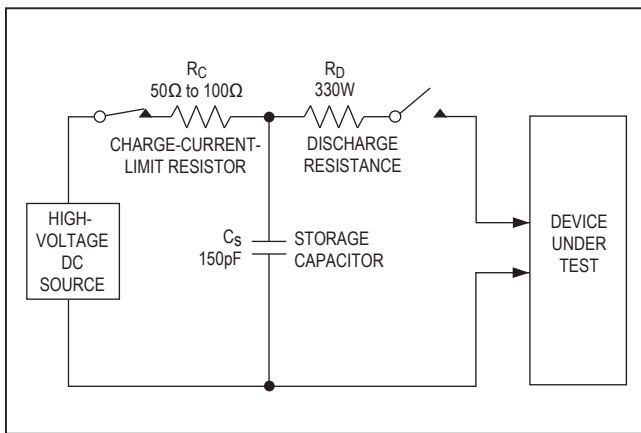 R_C
50Ω to 100Ω
CHARGE-CURRENT-
LIMIT RESISTOR
R_D
330W
DISCHARGE
RESISTANCE
HIGH-
VOLTAGE
DC
SOURCE
C_S
150pF
STORAGE
CAPACITOR
DEVICE
UNDER
TEST